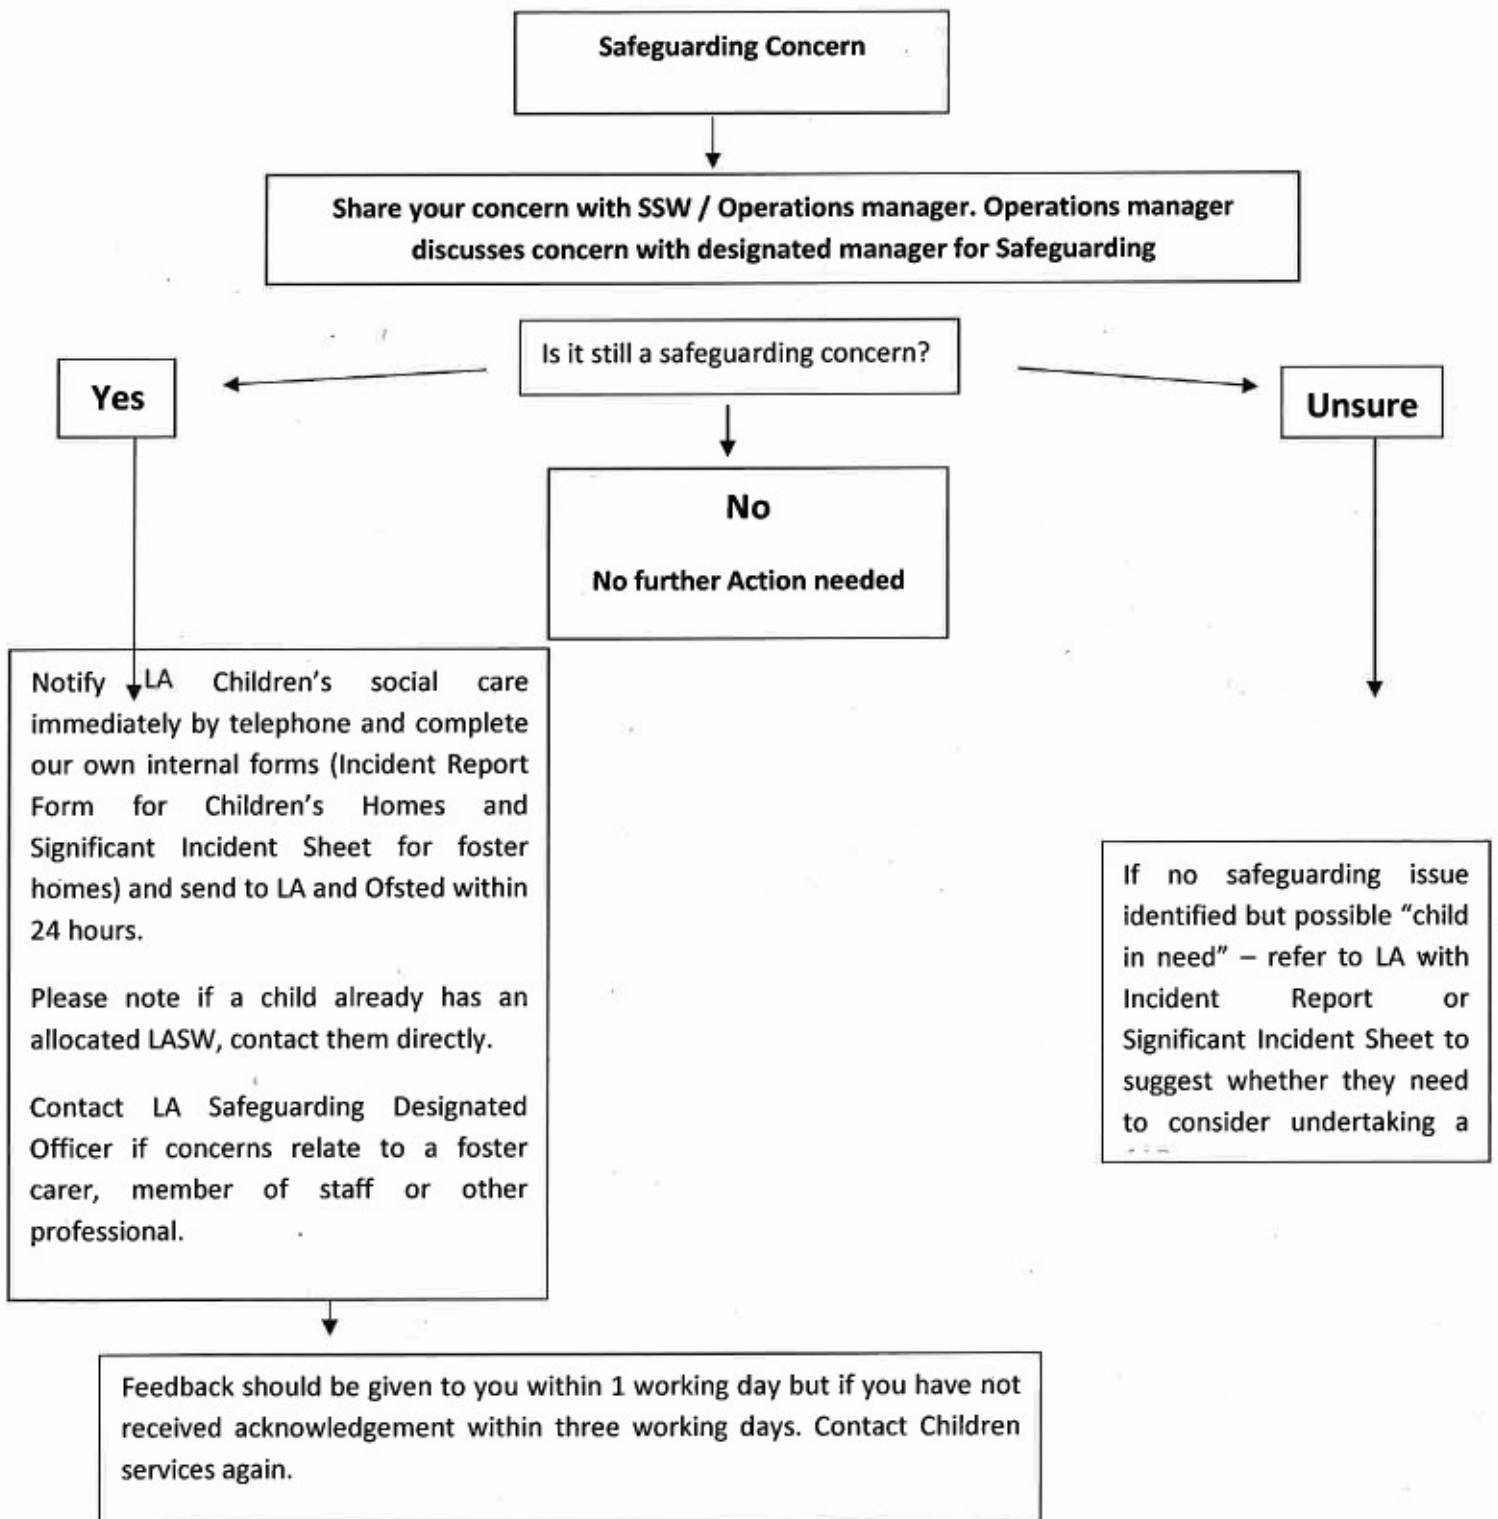 Safeguarding Concern
Share your concern with SSW / Operations manager. Operations manager
discusses concern with designated manager for Safeguarding
Is it still a safeguarding concern?
Yes
Unsure
No
No further Action needed
Notify LA Children's social care
immediately by telephone and complete
our own internal forms (Incident Report
Form for Children's Homes and
Significant Incident Sheet for foster
homes) and send to LA and Ofsted within
24 hours.
Please note if a child already has an
allocated LASW, contact them directly.
Contact LA Safeguarding Designated
Officer if concerns relate to a foster
carer, member of staff or other
professional.
If no safeguarding issue
identified but possible “child
in need” – refer to LA with
Incident Report or
Significant Incident Sheet to
suggest whether they need
to consider undertaking a
Feedback should be given to you within 1 working day but if you have not
received acknowledgement within three working days. Contact Children
services again.